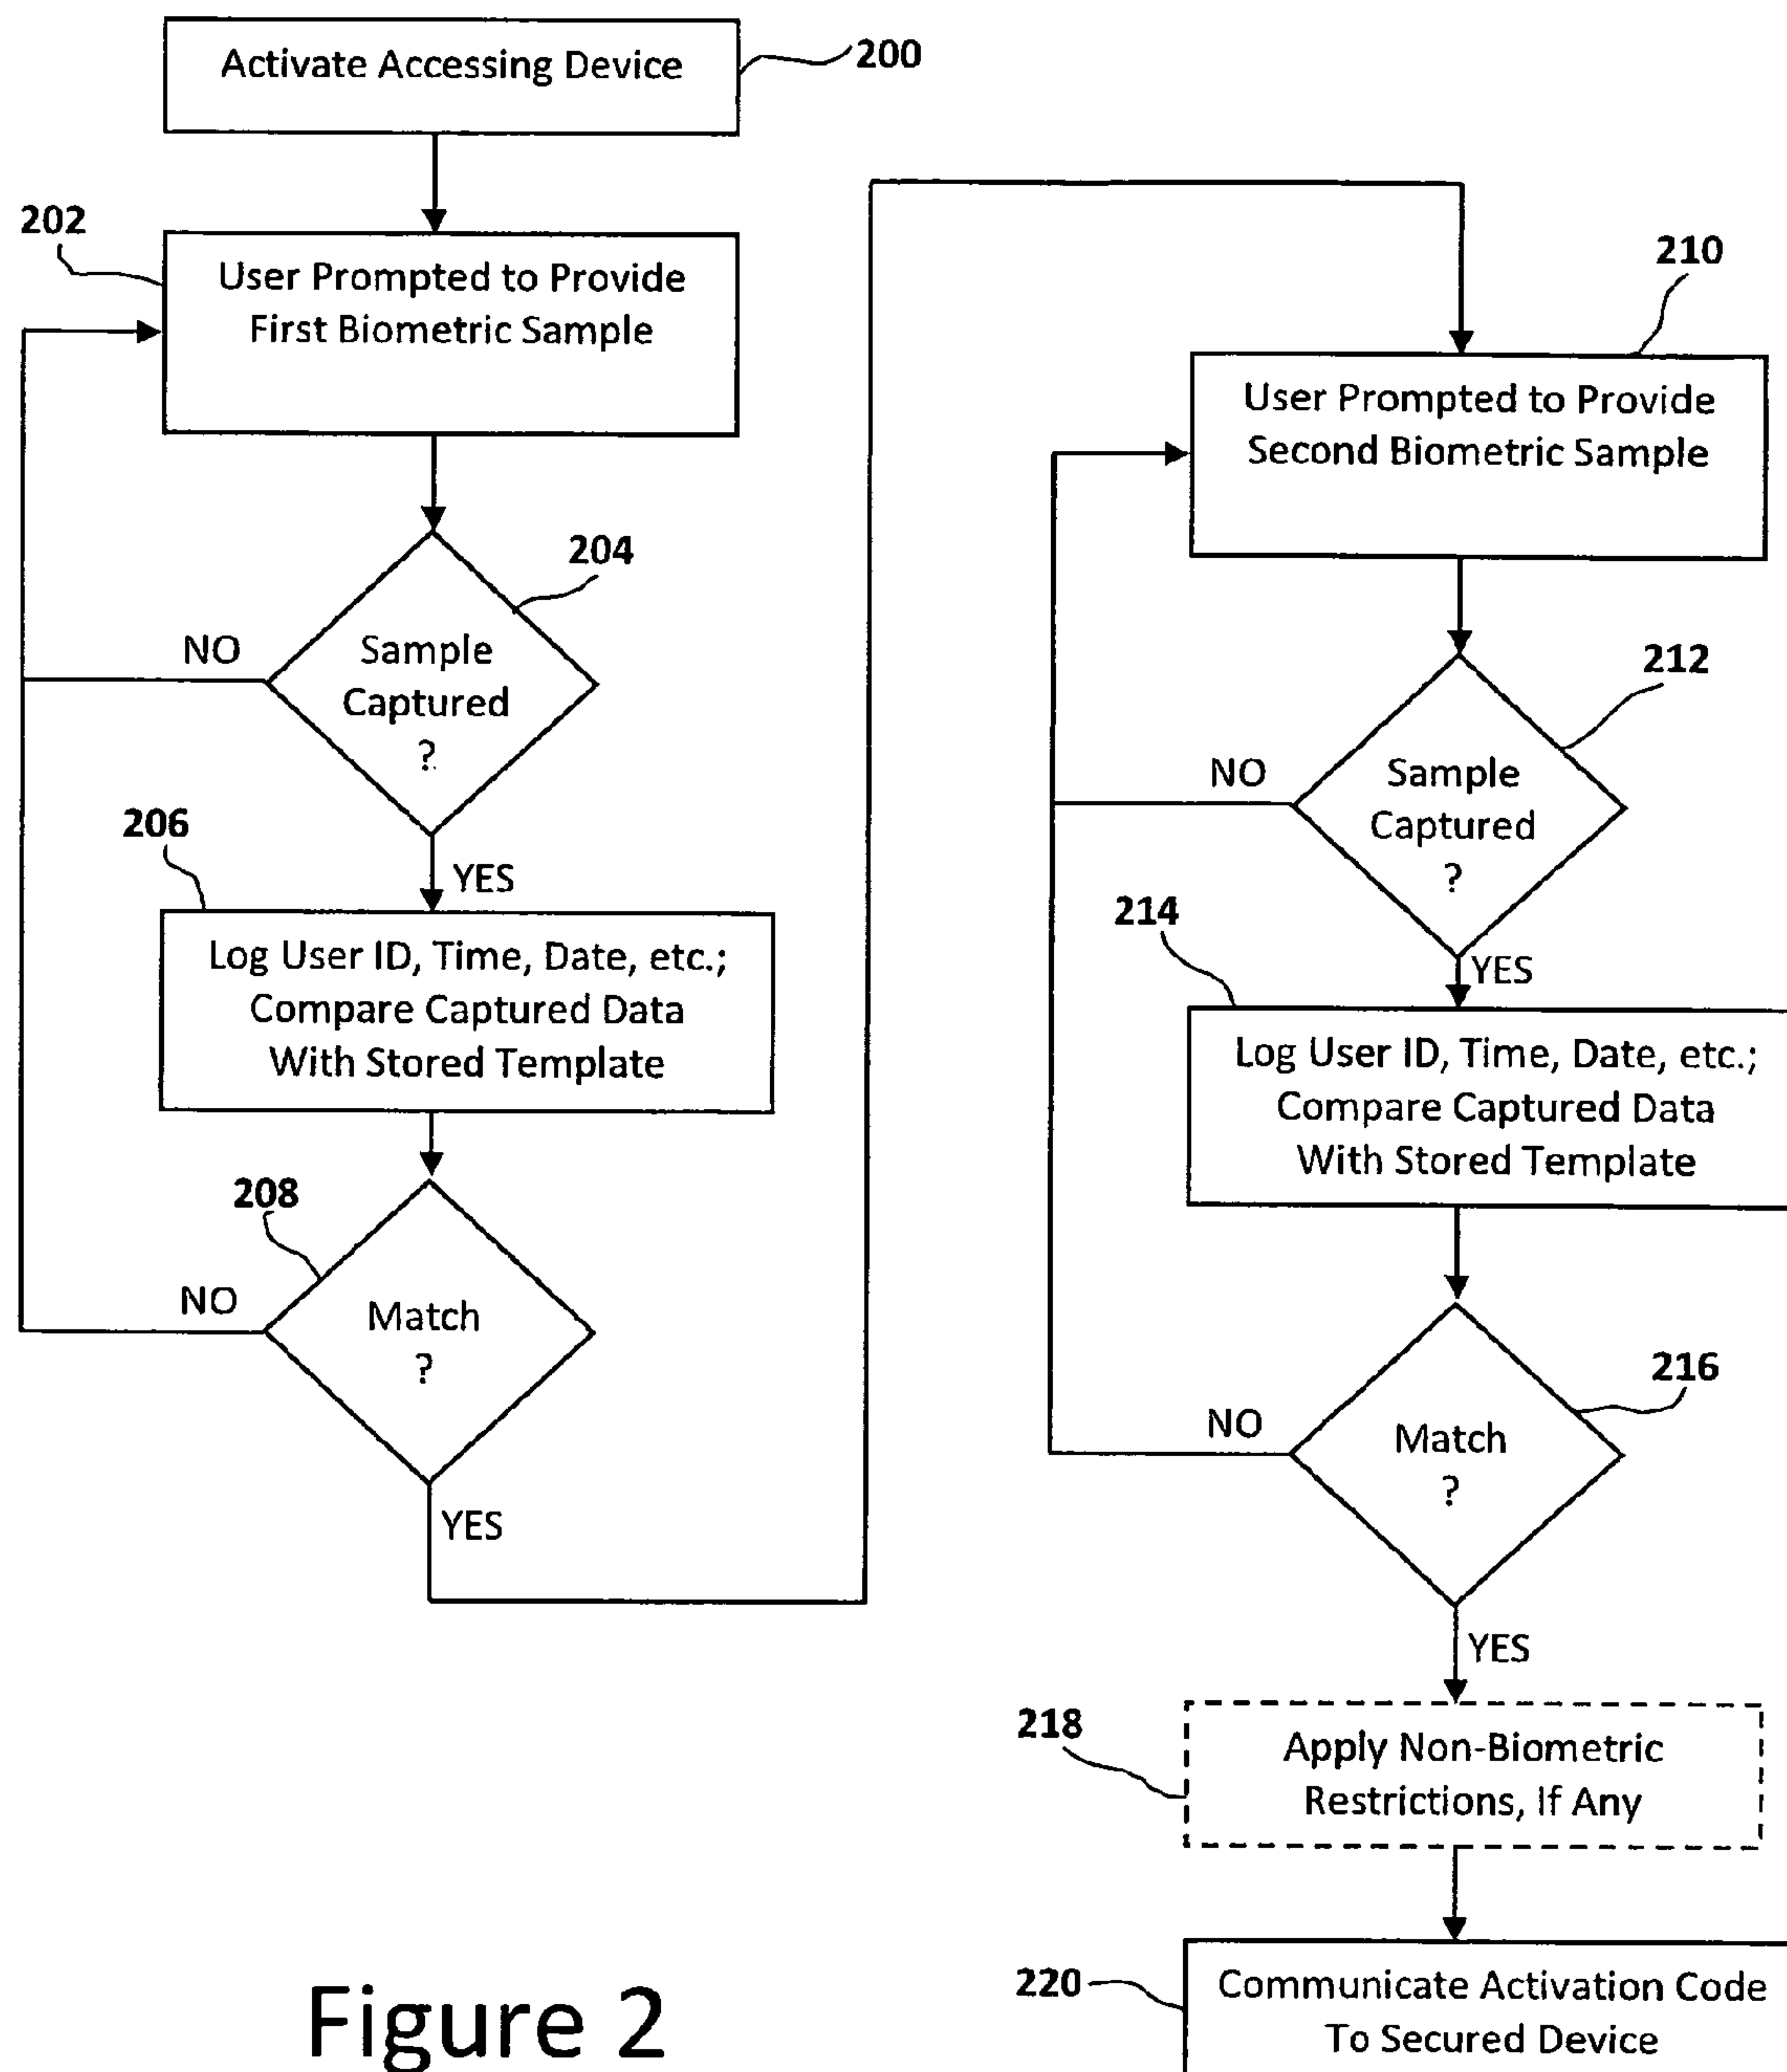 Activate Accessing Device
200
202
User Prompted to Provide
First Biometric Sample
204
NO
Sample
Captured
?
YES
206
Log User ID, Time, Date, etc.;
Compare Captured Data
With Stored Template
208
NO
Match
?
YES
210
User Prompted to Provide
Second Biometric Sample
212
NO
Sample
Captured
?
YES
214
Log User ID, Time, Date, etc.;
Compare Captured Data
With Stored Template
216
NO
Match
?
YES
218
Apply Non-Biometric
Restrictions, If Any
220
Communicate Activation Code
To Secured Device
Figure 2